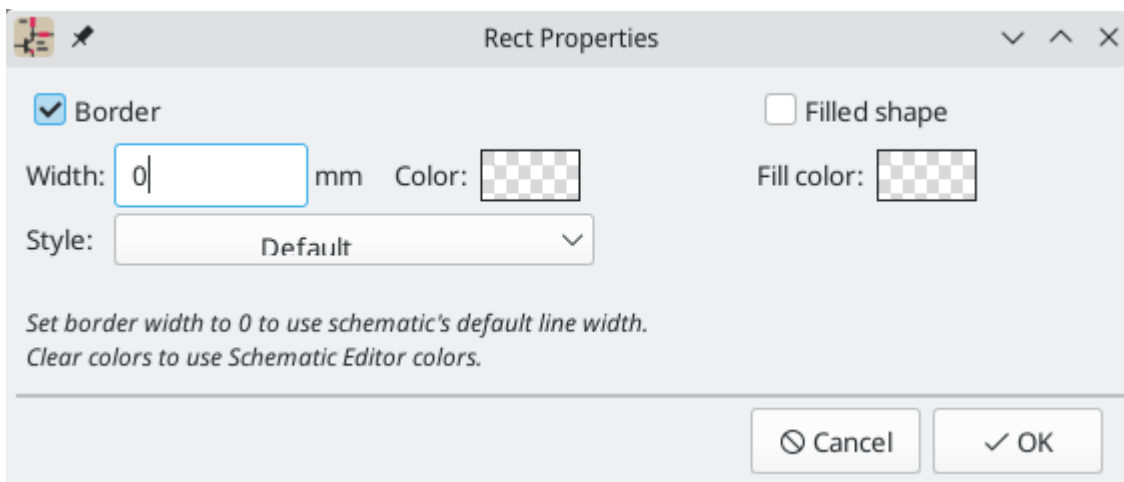 Rect Properties
Border
Filled shape
Width: 0 mm Color:
Fill color:
Style: Default
Set border width to 0 to use schematic's default line width.
Clear colors to use Schematic Editor colors.
Cancel
OK